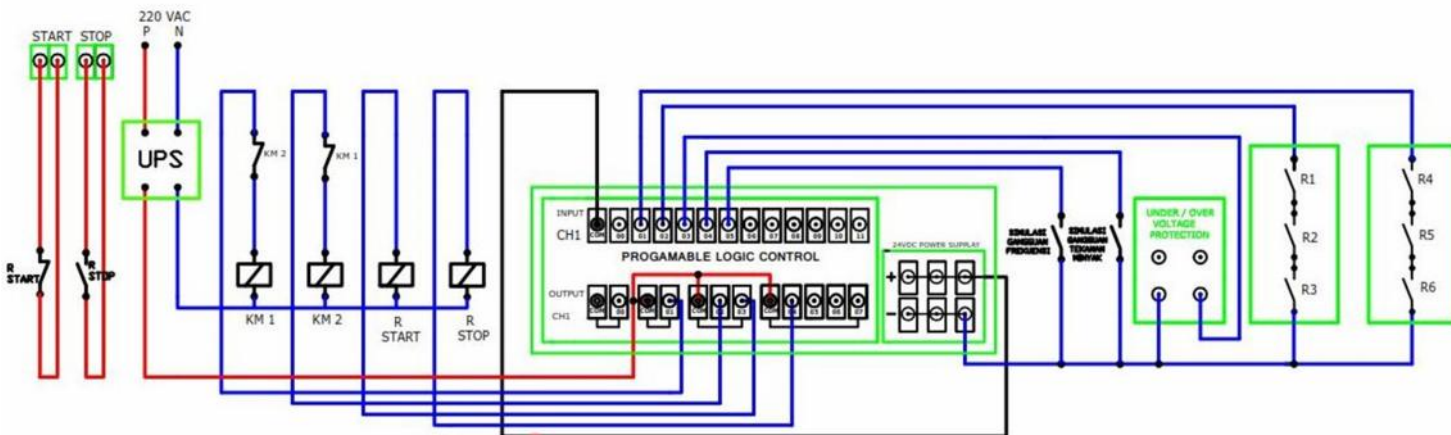 220 VAC
START STOP
P N
UPS
KM 2
KM 1
R
START
R
STOP
KM 1
KM 2
R
START
R
STOP
INPUT
CH1
COM 00 01 02 03 04 05 06 07 08 09 10 11
PROGAMABLE LOGIC CONTROL
OUTPUT
CH1
COM 00 COM 01 COM 02 03 COM 04 05 06 07
24VDC POWER SUPPLAY
+
-
SIMULASI
GANGGUAN
FREKUENSI
SIMULASI
GANGGUAN
TEKANAN
MINYAK
UNDER / OVER
VOLTAGE
PROTECTION
R1
R2
R3
R4
R5
R6